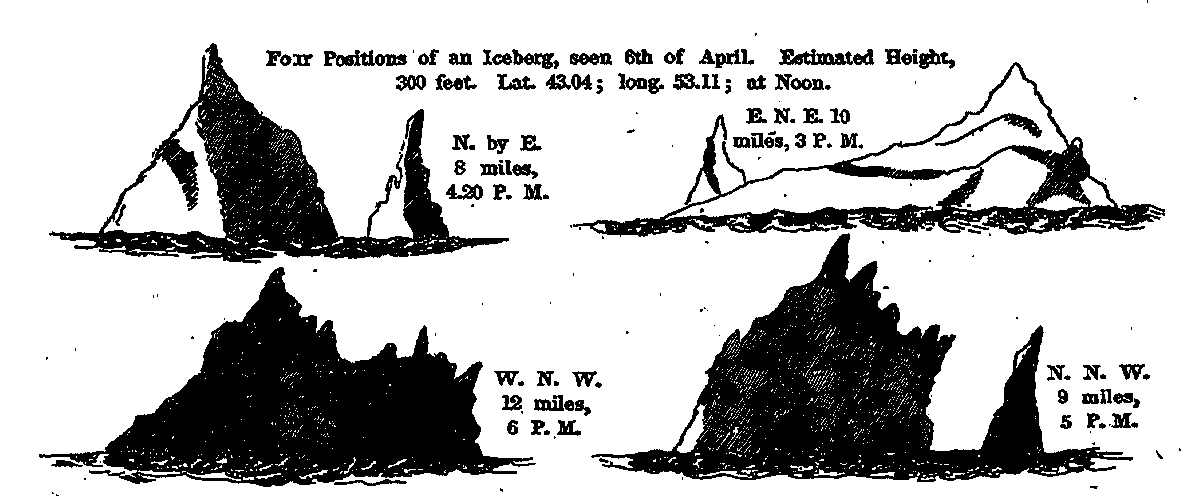 Four Positions of an Iceberg, seen 6th of April. Estimated Height,
300 feet. Lat. 43.04; long. 53.11; at Noon.
N. by E.
8 miles,
4.20 P. M.
E. N. E. 10
miles, 3 P. M.
W. N. W.
12 miles,
6 P. M.
N. N. W.
9 miles,
5 P. M.